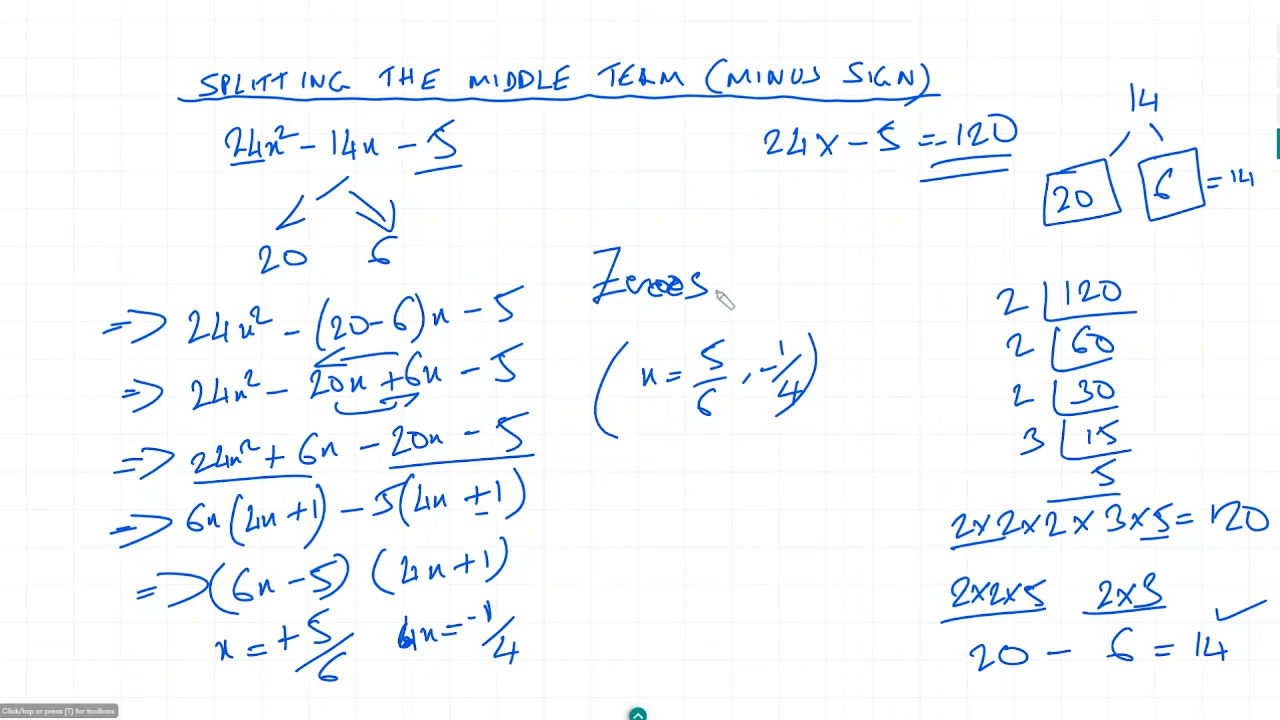 SPLITTING THE MIDDLE TERM (MINUS SIGN)
24x² - 14x - 5
20 6
=> 24x² - (20-6)x - 5
=> 24x² - 20x + 6x - 5
=> 24x² + 6x - 20x - 5
=> 6x(4x+1) - 5(4x+1)
=> (6x-5) (4x+1)
x = +5/6 4x = -1/4
Zeroes
(x = 5/6, -1/4)
24 x -5 = -120
14
20 6 = 14
2 | 120
2 | 60
2 | 30
3 | 15
5
2×2×2×3×5 = 120
2×2×5 2×3
20 - 6 = 14 ✓
Click/tap or press [T] for toolbars